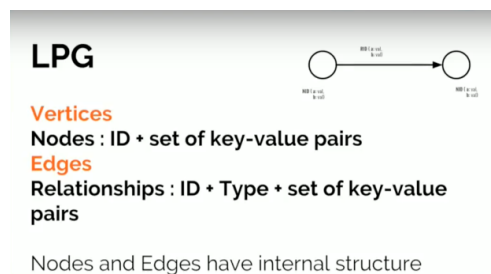 LPG
Vertices
Nodes : ID + set of key-value pairs
Edges
Relationships : ID + Type + set of key-value
pairs
Nodes and Edges have internal structure